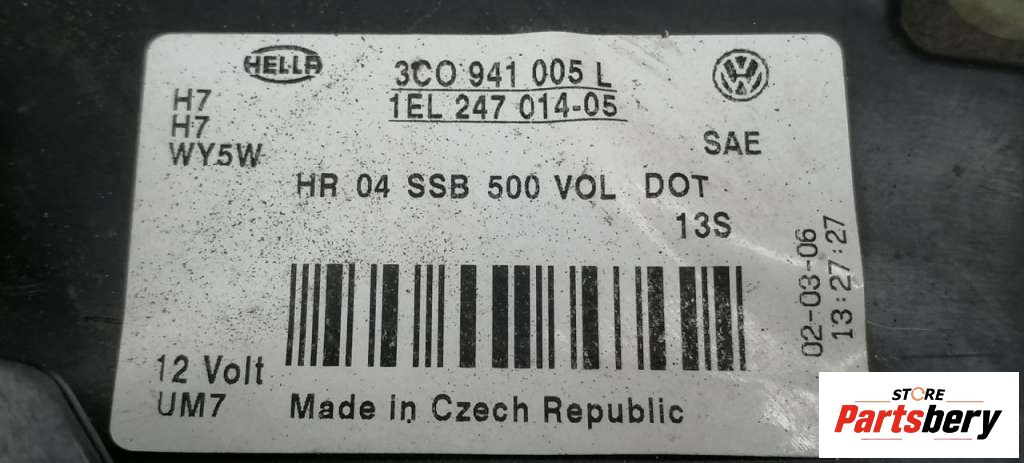 HELLA
3C0 941 005 L
1EL 247 014-05
H7
H7
WY5W
SAE
HR 04 SSB 500 VOL DOT
13S
02-03-06
13:27:27
12 Volt
UM7
Made in Czech Republic
STORE
Partsbery